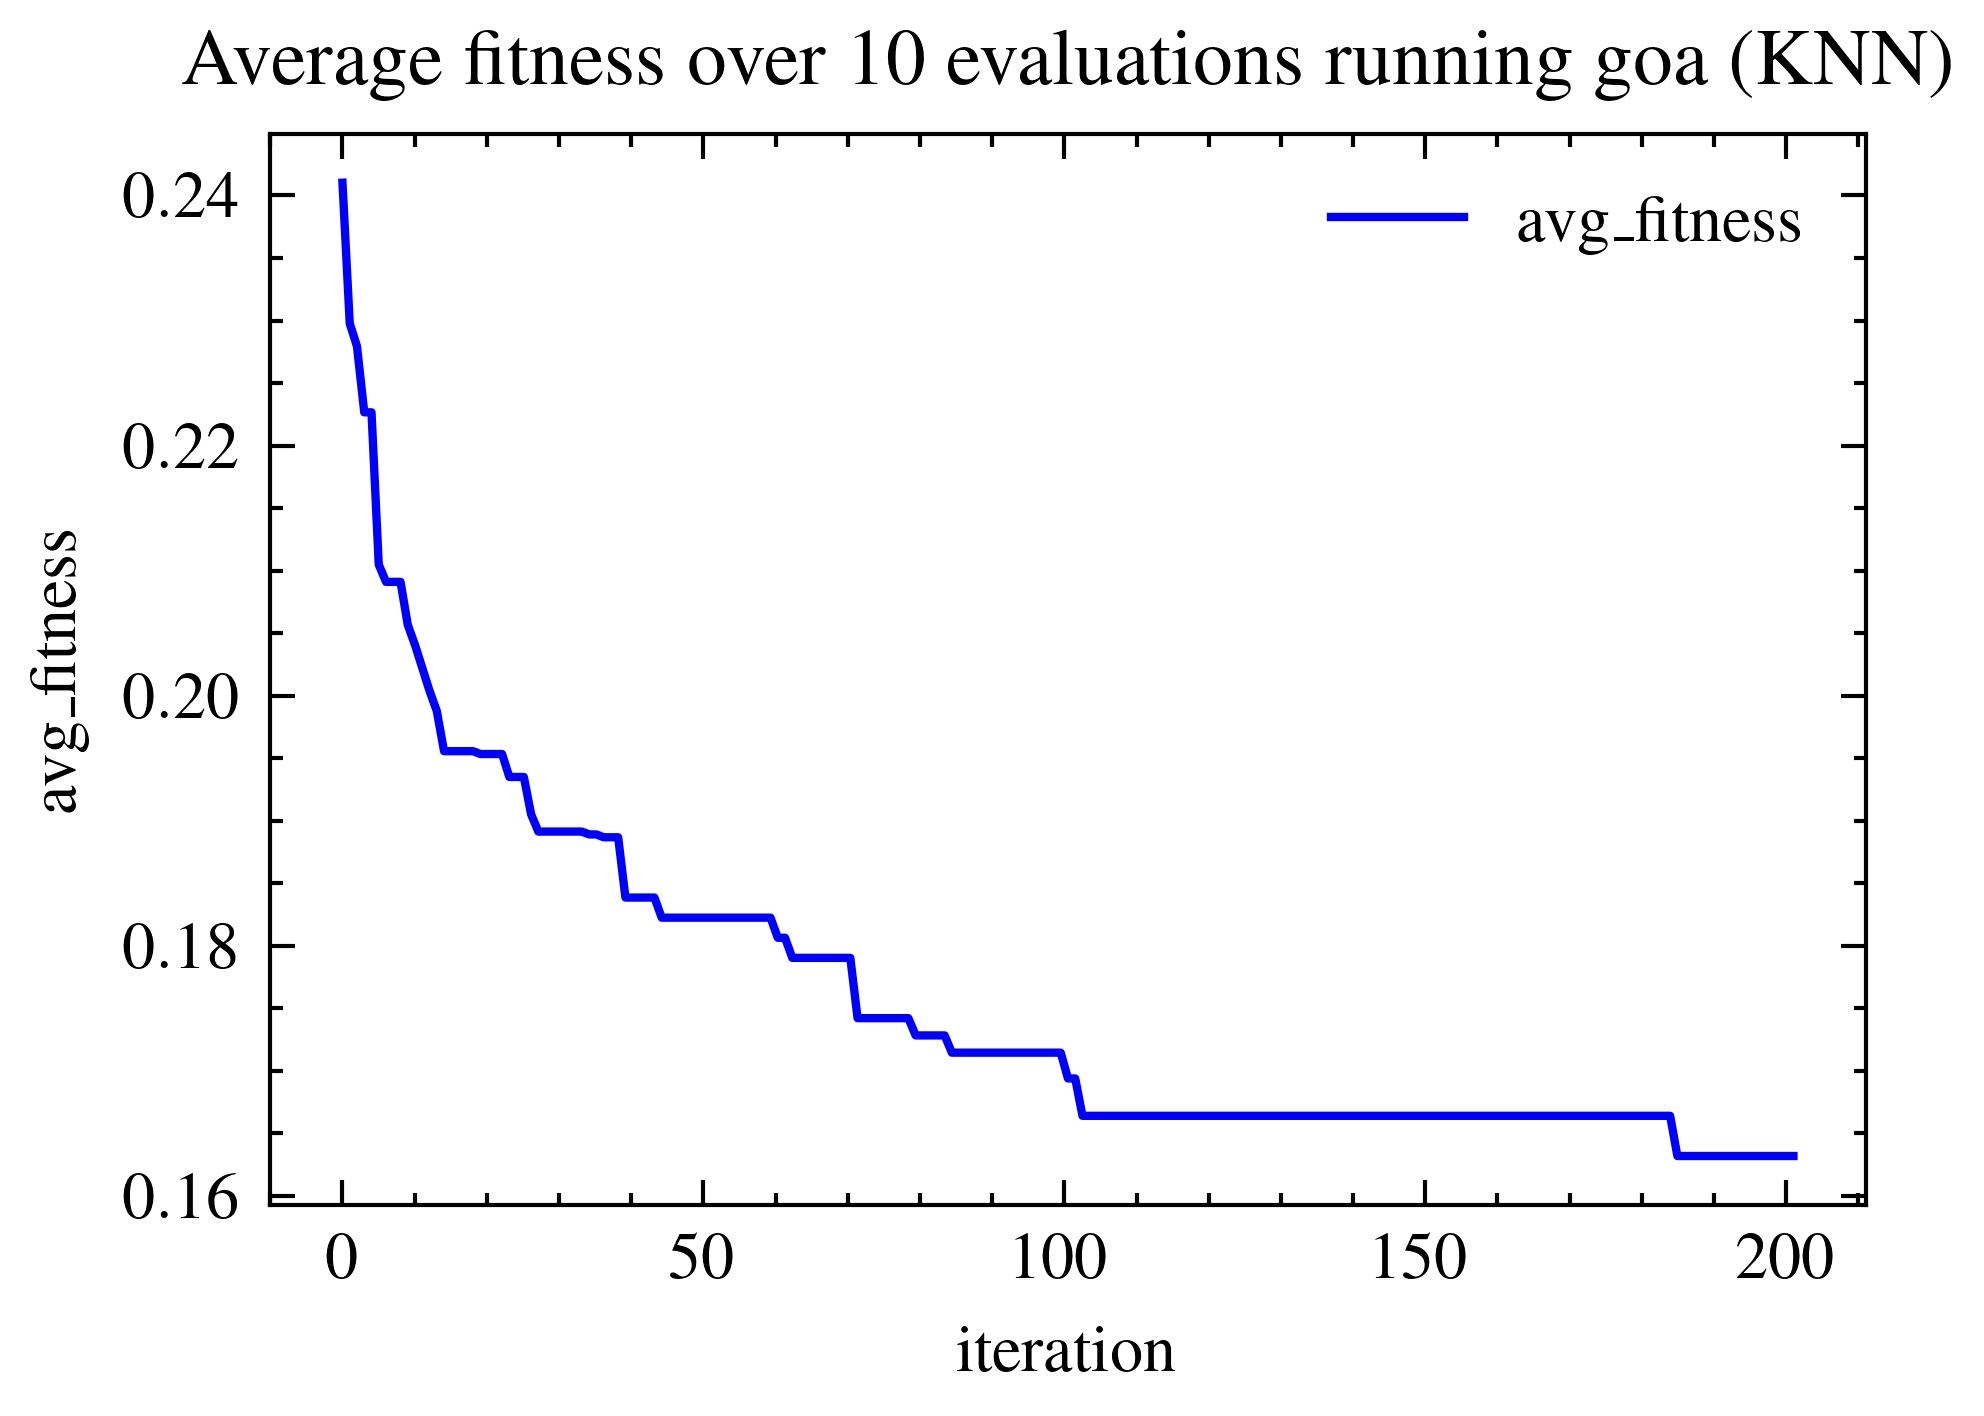 Average fitness over 10 evaluations running goa (KNN)
avg_fitness
0.24
0.22
0.20
0.18
0.16
avg_fitness
0
50
100
150
200
iteration